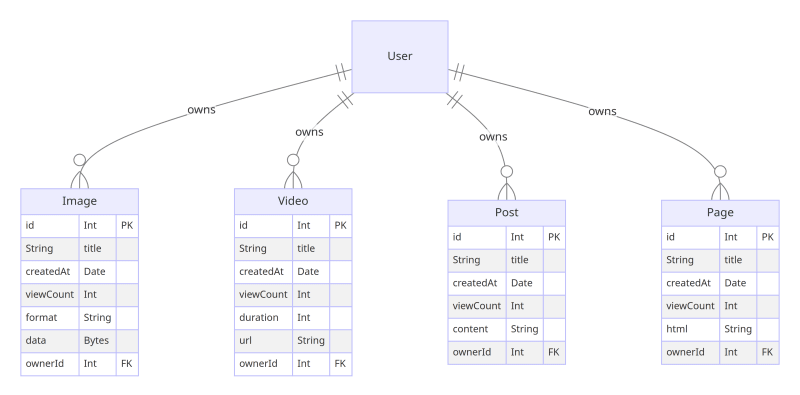 User
owns
owns
owns
owns
Image
id Int PK
String title
createdAt Date
viewCount Int
format String
data Bytes
ownerId Int FK
Video
id Int PK
String title
createdAt Date
viewCount Int
duration Int
url String
ownerId Int FK
Post
id Int PK
String title
createdAt Date
viewCount Int
content String
ownerId Int FK
Page
id Int PK
String title
createdAt Date
viewCount Int
html String
ownerId Int FK